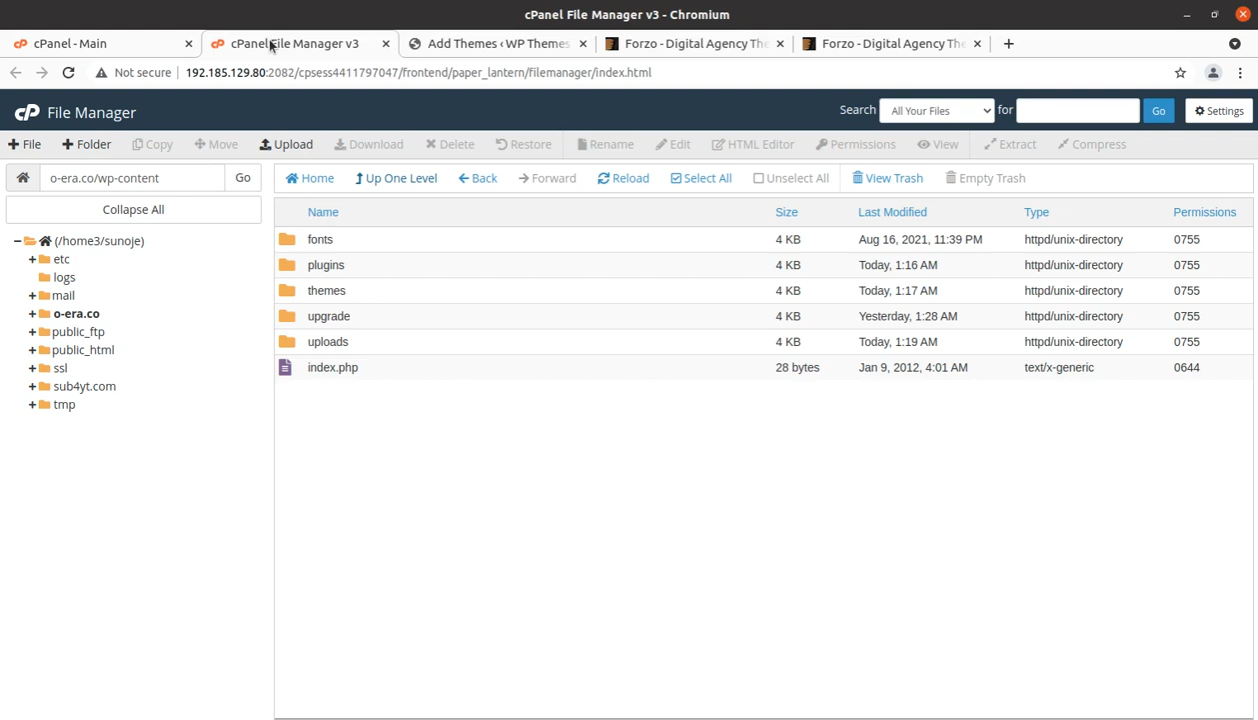 cPanel File Manager v3 - Chromium
cPanel - Main
cPanel File Manager v3
Add Themes ‹ WP Themes
Forzo - Digital Agency The
Forzo - Digital Agency The
Not secure
192.185.129.80:2082/cpsess4411797047/frontend/paper_lantern/filemanager/index.html
cP File Manager
Search
All Your Files
for
Go
Settings
File
Folder
Copy
Move
Upload
Download
Delete
Restore
Rename
Edit
HTML Editor
Permissions
View
Extract
Compress
o-era.co/wp-content
Go
Home
Up One Level
Back
Forward
Reload
Select All
Unselect All
View Trash
Empty Trash
Collapse All
(/home3/sunoje)
etc
logs
mail
o-era.co
public_ftp
public_html
ssl
sub4yt.com
tmp
Name Size Last Modified Type Permissions
fonts 4 KB Aug 16, 2021, 11:39 PM httpd/unix-directory 0755
plugins 4 KB Today, 1:16 AM httpd/unix-directory 0755
themes 4 KB Today, 1:17 AM httpd/unix-directory 0755
upgrade 4 KB Yesterday, 1:28 AM httpd/unix-directory 0755
uploads 4 KB Today, 1:19 AM httpd/unix-directory 0755
index.php 28 bytes Jan 9, 2012, 4:01 AM text/x-generic 0644